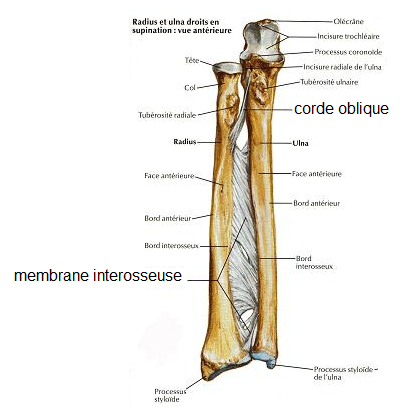 Radius et ulna droits en
supination : vue antérieure
Olécrâne
Incisure trochléaire
Processus coronoïde
Tête
Incisure radiale de l'ulna
Col
Tubérosité ulnaire
Tubérosité radiale
corde oblique
Radius
Ulna
Face antérieure
Face antérieure
Bord antérieur
Bord antérieur
Bord interosseux
Bord
interosseux
membrane interosseuse
Processus styloïde
de l'ulna
Processus
styloïde